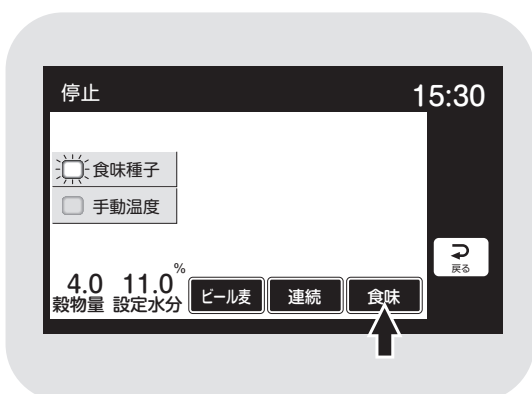 停止 15:30
食味種子
手動温度
戻る
4.0 11.0%
穀物量 設定水分
ビール麦 連続 食味